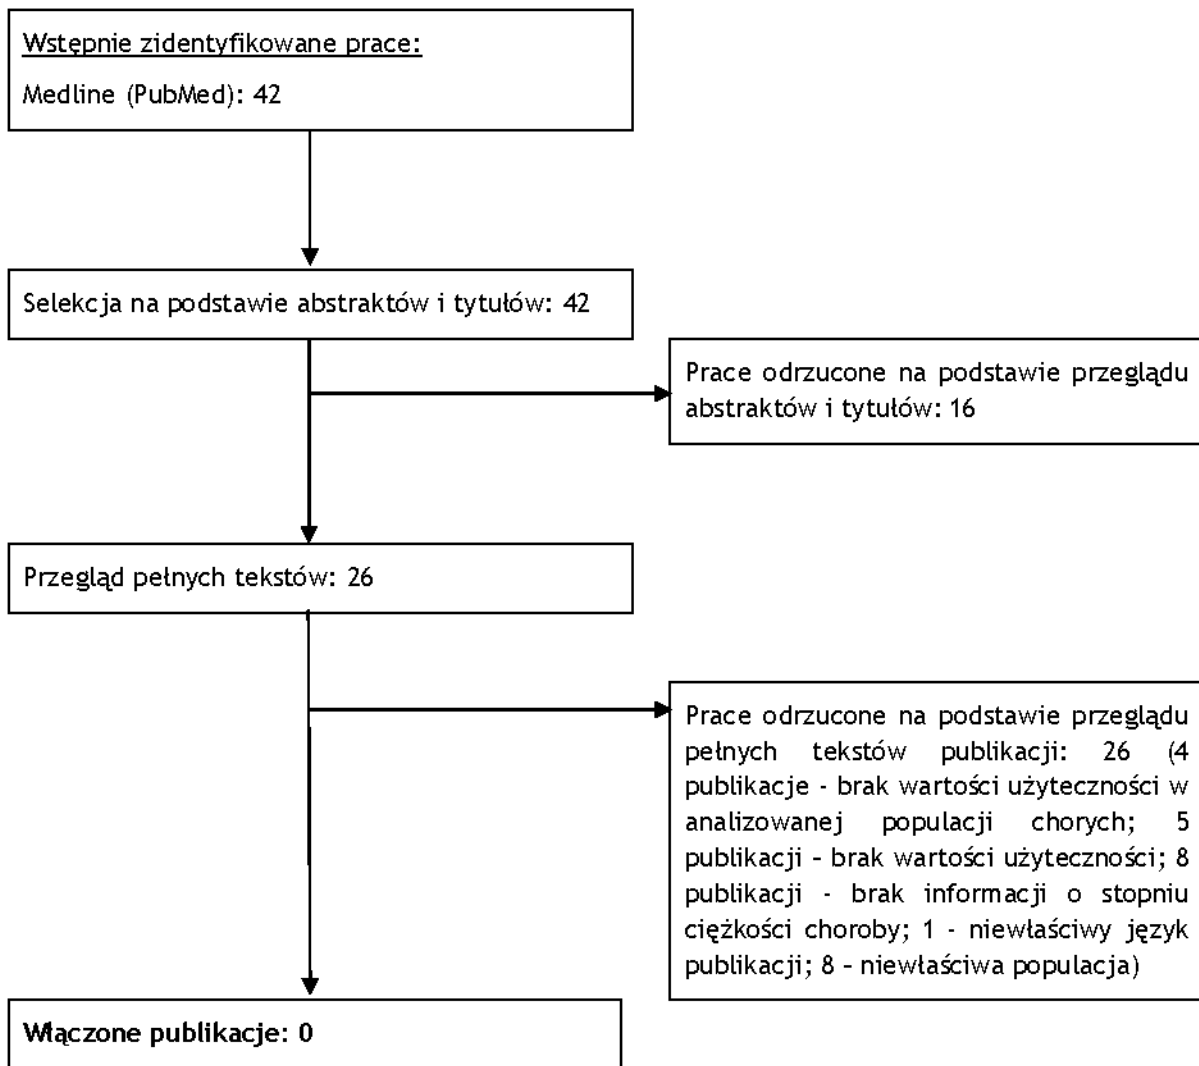 Wstępnie zidentyfikowane prace:
Medline (PubMed): 42
Selekcja na podstawie abstraktów i tytułów: 42
Prace odrzucone na podstawie przeglądu
abstraktów i tytułów: 16
Przegląd pełnych tekstów: 26
Prace odrzucone na podstawie przeglądu
pełnych tekstów publikacji: 26 (4
publikacje - brak wartości użyteczności w
analizowanej populacji chorych; 5
publikacji – brak wartości użyteczności; 8
publikacji - brak informacji o stopniu
ciężkości choroby; 1 - niewłaściwy język
publikacji; 8 – niewłaściwa populacja)
Włączone publikacje: 0